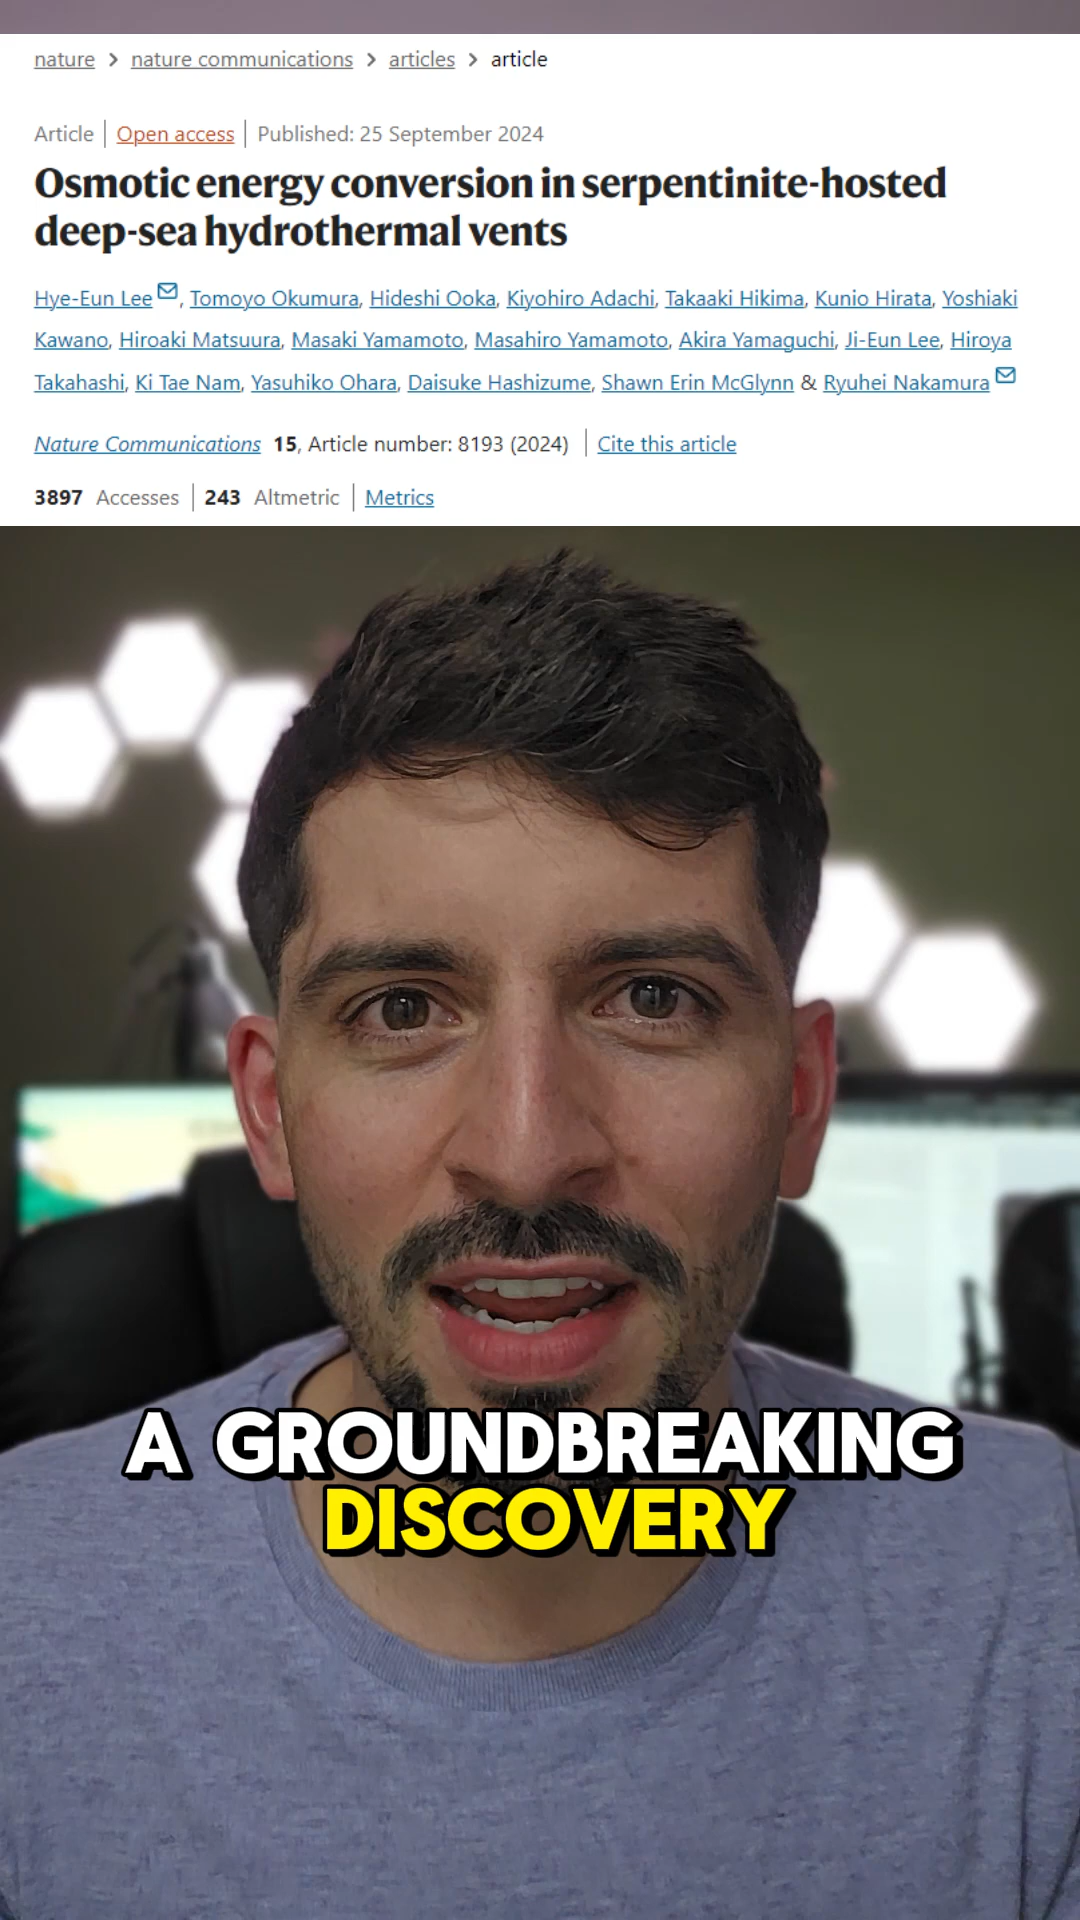 nature > nature communications > articles > article
Article | Open access | Published: 25 September 2024
Osmotic energy conversion in serpentinite-hosted
deep-sea hydrothermal vents
Hye-Eun Lee, Tomoyo Okumura, Hideshi Ooka, Kiyohiro Adachi, Takaaki Hikima, Kunio Hirata, Yoshiaki
Kawano, Hiroaki Matsuura, Masaki Yamamoto, Masahiro Yamamoto, Akira Yamaguchi, Ji-Eun Lee, Hiroya
Takahashi, Ki Tae Nam, Yasuhiko Ohara, Daisuke Hashizume, Shawn Erin McGlynn & Ryuhei Nakamura
Nature Communications 15, Article number: 8193 (2024) | Cite this article
3897 Accesses | 243 Altmetric | Metrics
A GROUNDBREAKING
DISCOVERY